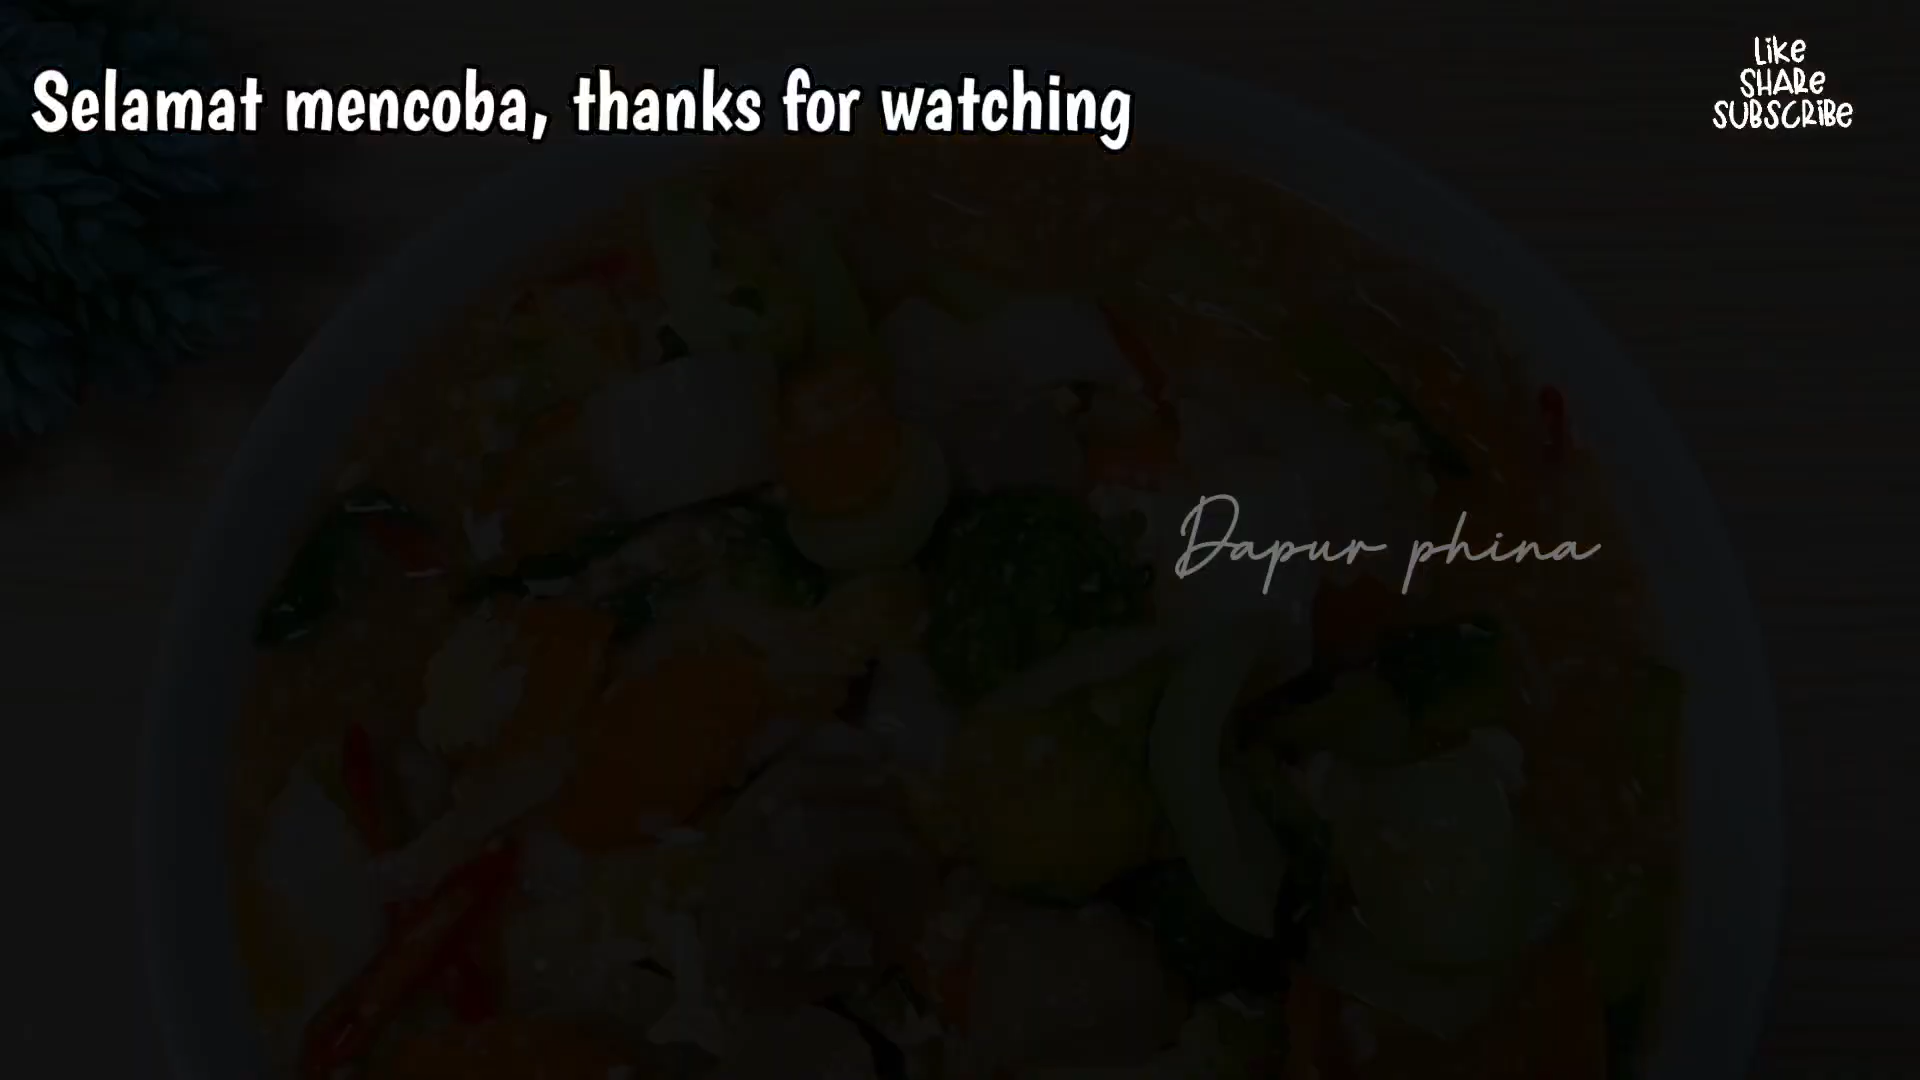 Selamat mencoba, thanks for watching
LiKe
SHARe
SUBSCRiBe
Dapur phina